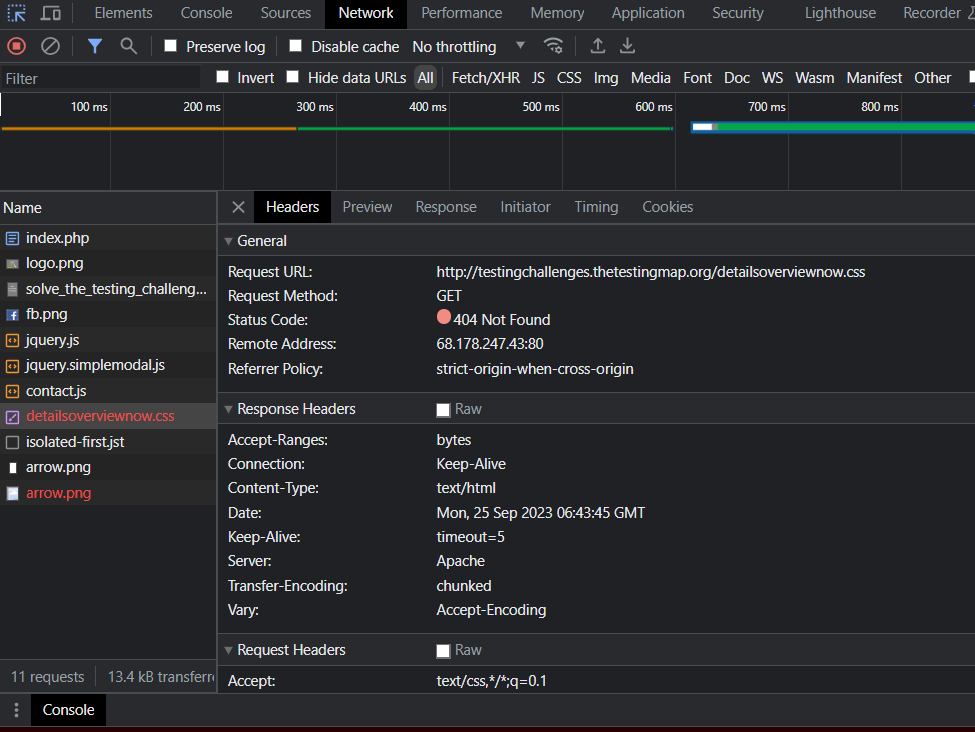 Elements Console Sources Network Performance Memory Application Security Lighthouse Recorder
Preserve log Disable cache No throttling
Filter Invert Hide data URLs All Fetch/XHR JS CSS Img Media Font Doc WS Wasm Manifest Other
100 ms 200 ms 300 ms 400 ms 500 ms 600 ms 700 ms 800 ms
Name
index.php
logo.png
solve_the_testing_challeng...
fb.png
jquery.js
jquery.simplemodal.js
contact.js
detailsoverviewnow.css
isolated-first.jst
arrow.png
arrow.png
11 requests 13.4 kB transferr
Headers Preview Response Initiator Timing Cookies
General
Request URL: http://testingchallenges.thetestingmap.org/detailsoverviewnow.css
Request Method: GET
Status Code: 404 Not Found
Remote Address: 68.178.247.43:80
Referrer Policy: strict-origin-when-cross-origin
Response Headers Raw
Accept-Ranges: bytes
Connection: Keep-Alive
Content-Type: text/html
Date: Mon, 25 Sep 2023 06:43:45 GMT
Keep-Alive: timeout=5
Server: Apache
Transfer-Encoding: chunked
Vary: Accept-Encoding
Request Headers Raw
Accept: text/css,*/*;q=0.1
Console